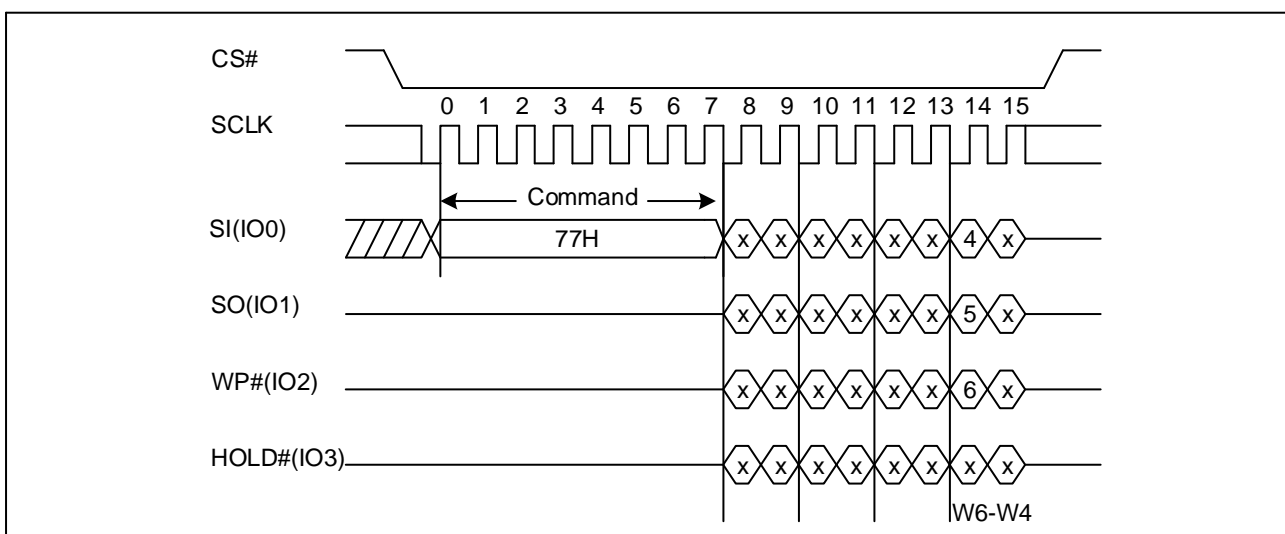 CS#
0 1 2 3 4 5 6 7 8 9 10 11 12 13 14 15
SCLK
Command
SI(IO0) 77H x x x x x x 4 x
SO(IO1) x x x x x x 5 x
WP#(IO2) x x x x x x 6 x
HOLD#(IO3) x x x x x x x x
W6-W4